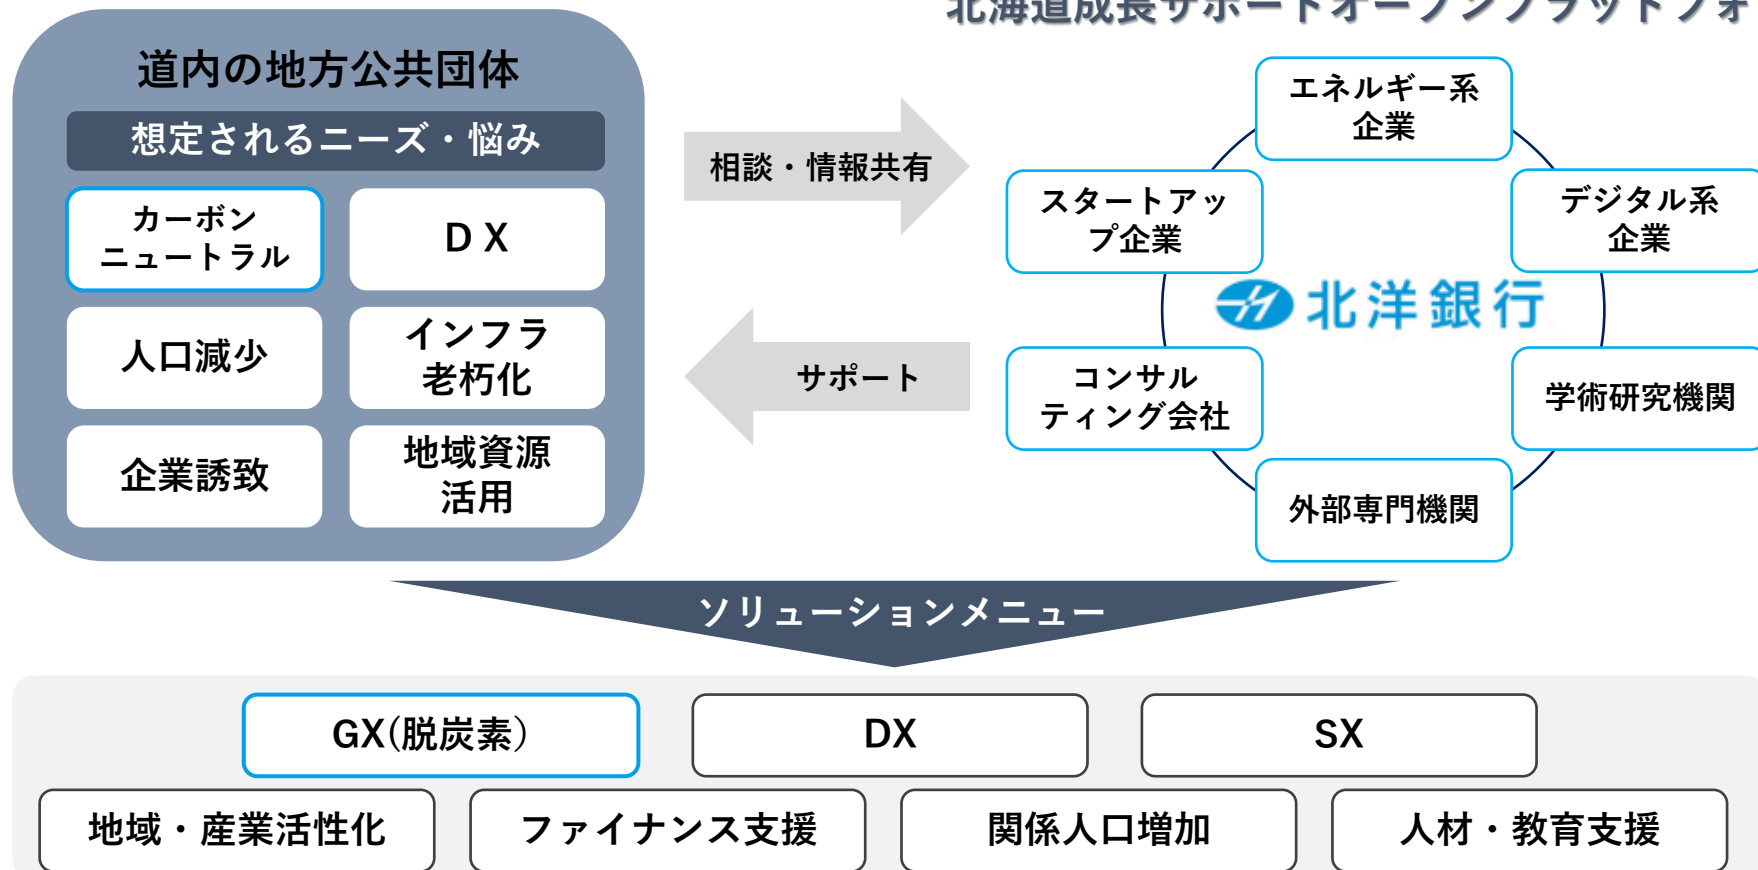 北海道成長サポートオープンプラットフォ
道内の地方公共団体
想定されるニーズ・悩み
カーボン
ニュートラル
ＤＸ
人口減少
インフラ
老朽化
企業誘致
地域資源
活用
相談・情報共有
サポート
エネルギー系
企業
スタートアッ
プ企業
デジタル系
企業
北洋銀行
コンサル
ティング会社
学術研究機関
外部専門機関
ソリューションメニュー
GX(脱炭素）
DX
SX
地域・産業活性化
ファイナンス支援
関係人口増加
人材・教育支援